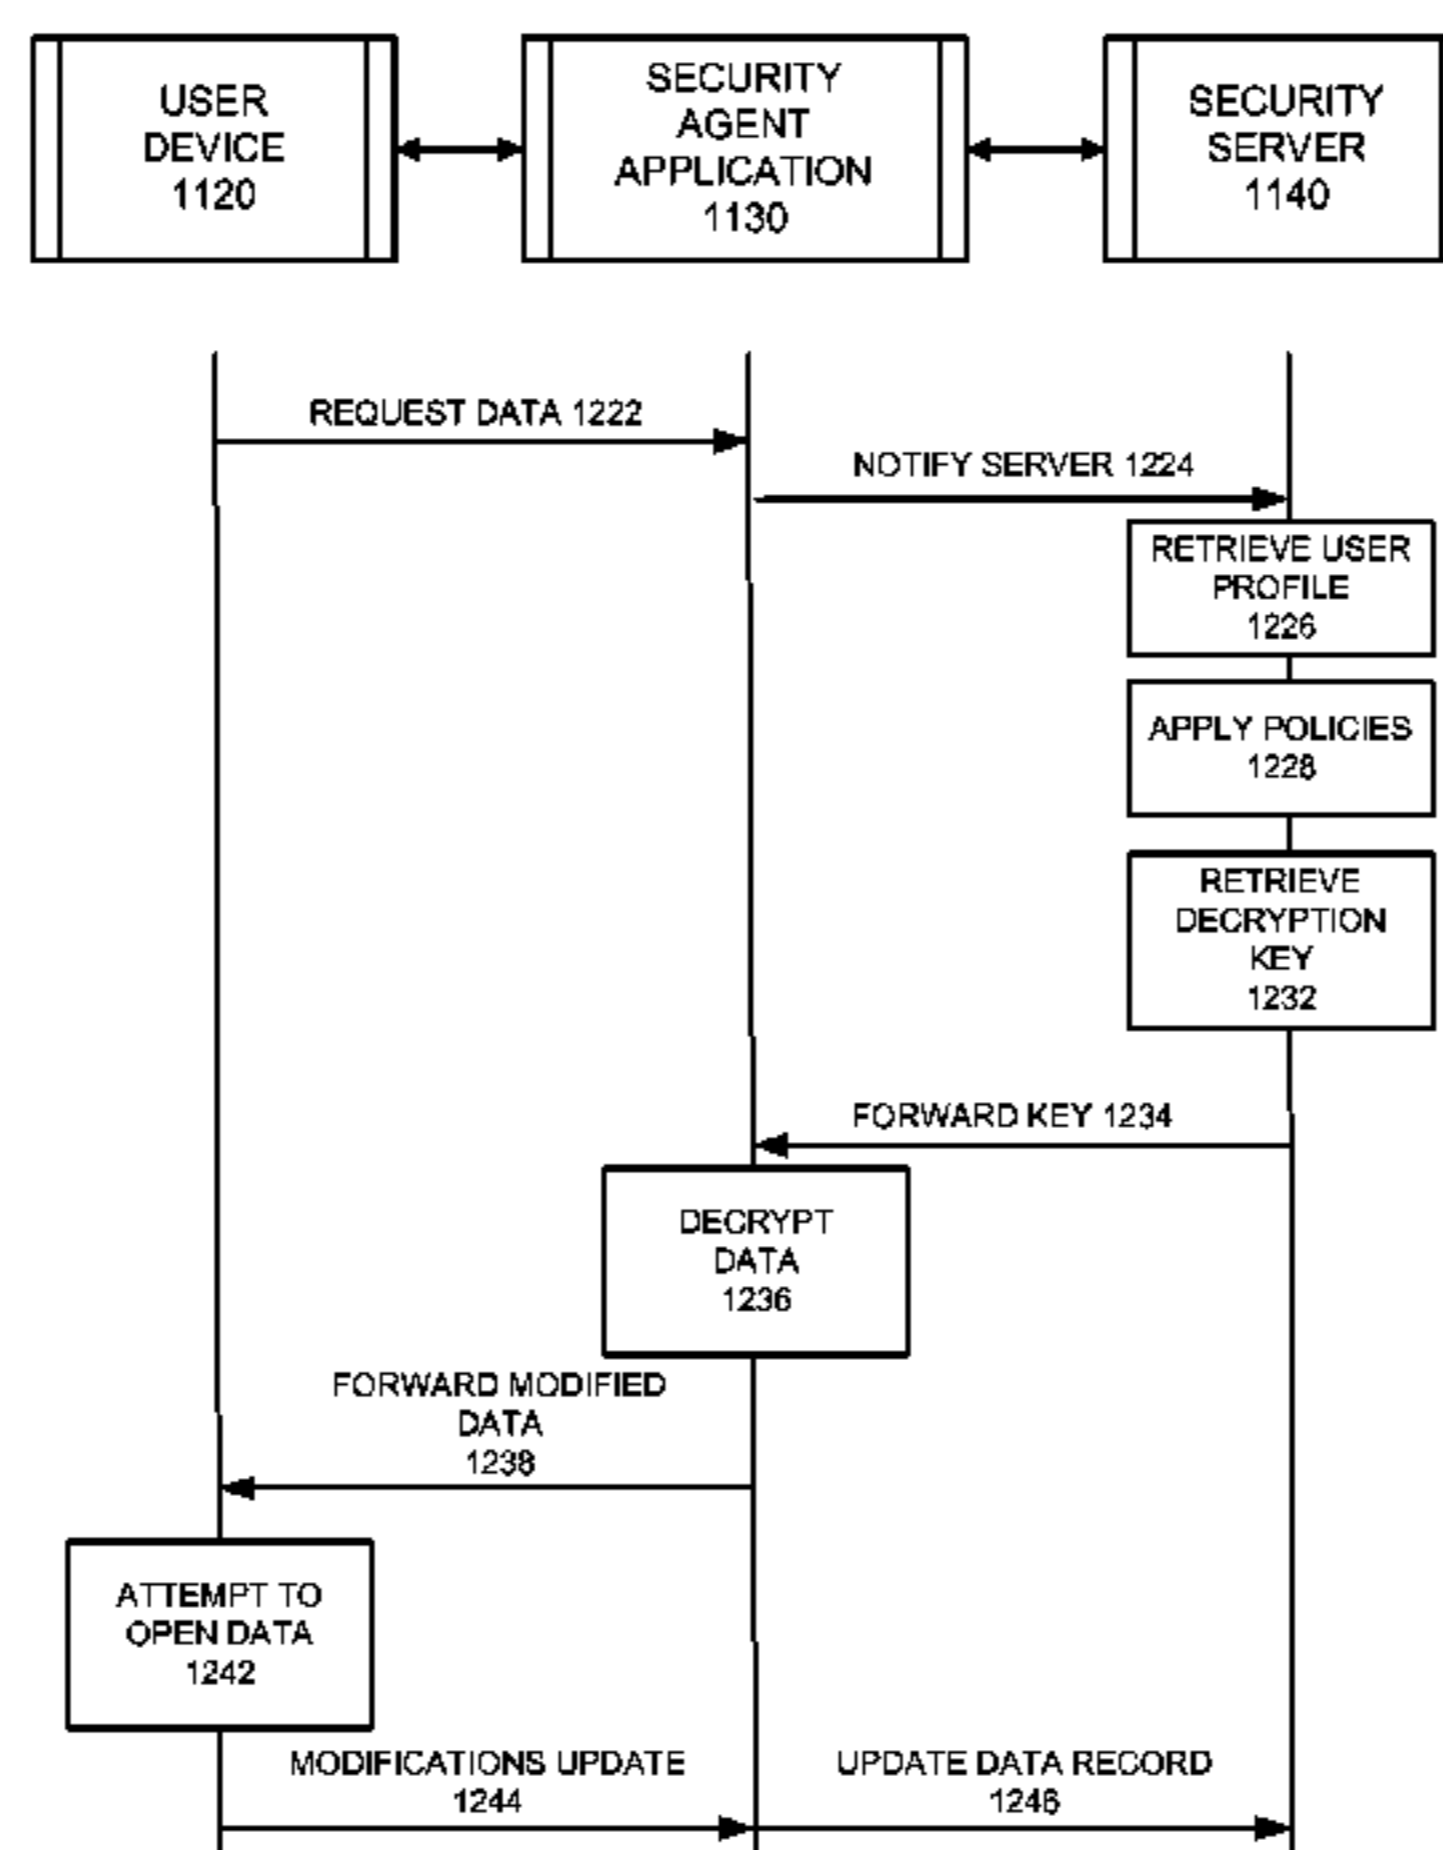 USER
DEVICE
1120
SECURITY
AGENT
APPLICATION
1130
SECURITY
SERVER
1140
REQUEST DATA 1222
NOTIFY SERVER 1224
RETRIEVE USER
PROFILE
1226
APPLY POLICIES
1228
RETRIEVE
DECRYPTION
KEY
1232
FORWARD KEY 1234
DECRYPT
DATA
1236
FORWARD MODIFIED
DATA
1238
ATTEMPT TO
OPEN DATA
1242
MODIFICATIONS UPDATE
1244
UPDATE DATA RECORD
1246